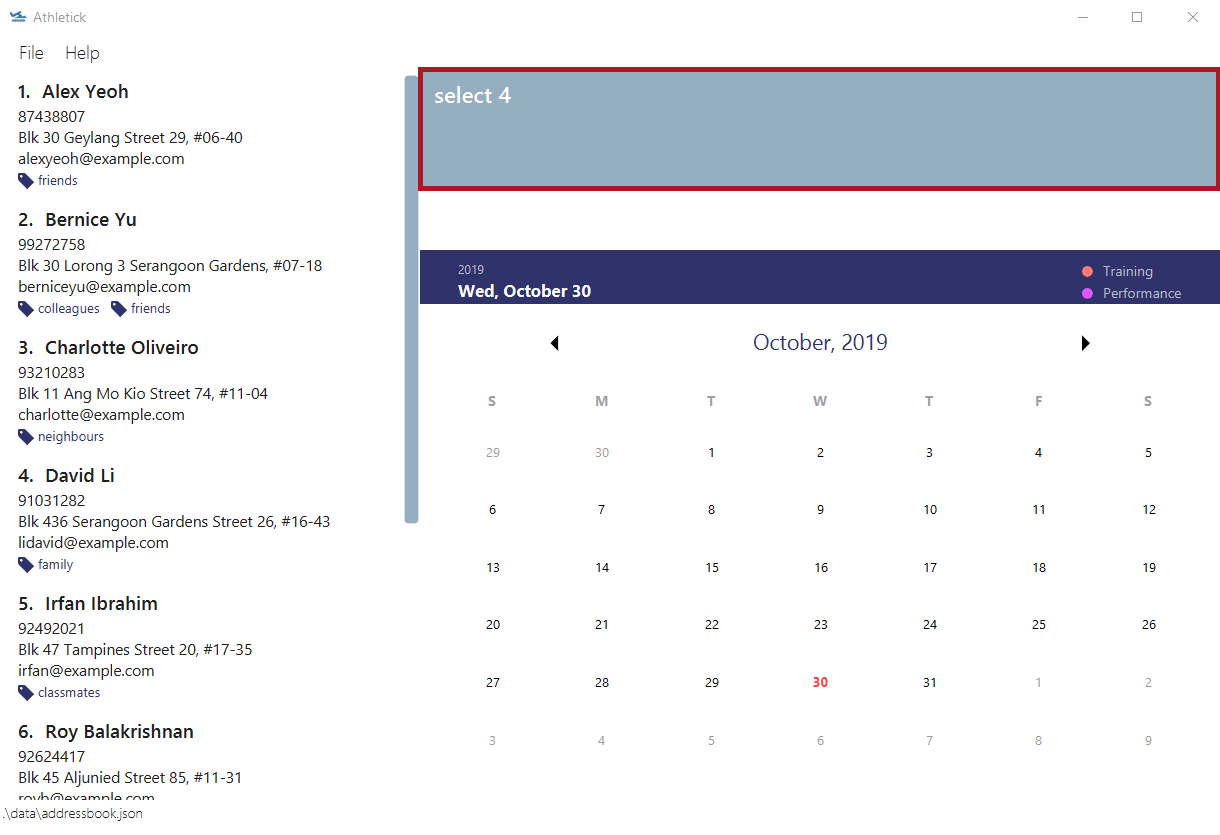 Athletick
File Help
1. Alex Yeoh
87438807
Blk 30 Geylang Street 29, #06-40
alexyeoh@example.com
friends
2. Bernice Yu
99272758
Blk 30 Lorong 3 Serangoon Gardens, #07-18
berniceyu@example.com
colleagues friends
3. Charlotte Oliveiro
93210283
Blk 11 Ang Mo Kio Street 74, #11-04
charlotte@example.com
neighbours
4. David Li
91031282
Blk 436 Serangoon Gardens Street 26, #16-43
lidavid@example.com
family
5. Irfan Ibrahim
92492021
Blk 47 Tampines Street 20, #17-35
irfan@example.com
classmates
6. Roy Balakrishnan
92624417
Blk 45 Aljunied Street 85, #11-31
royb@example.com
select 4
2019
Wed, October 30
Training
Performance
October, 2019
S M T W T F S
29 30 1 2 3 4 5
6 7 8 9 10 11 12
13 14 15 16 17 18 19
20 21 22 23 24 25 26
27 28 29 30 31 1 2
3 4 5 6 7 8 9
.\data\addressbook.json